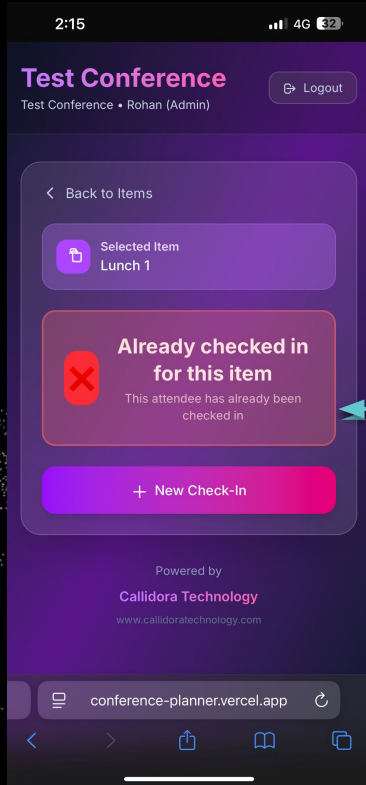 2:15
4G 32
Test Conference
Test Conference • Rohan (Admin)
Logout
Back to Items
Selected Item
Lunch 1
Already checked in
for this item
This attendee has already been
checked in
+ New Check-In
Powered by
Callidora Technology
www.callidoratechnology.com
conference-planner.vercel.app